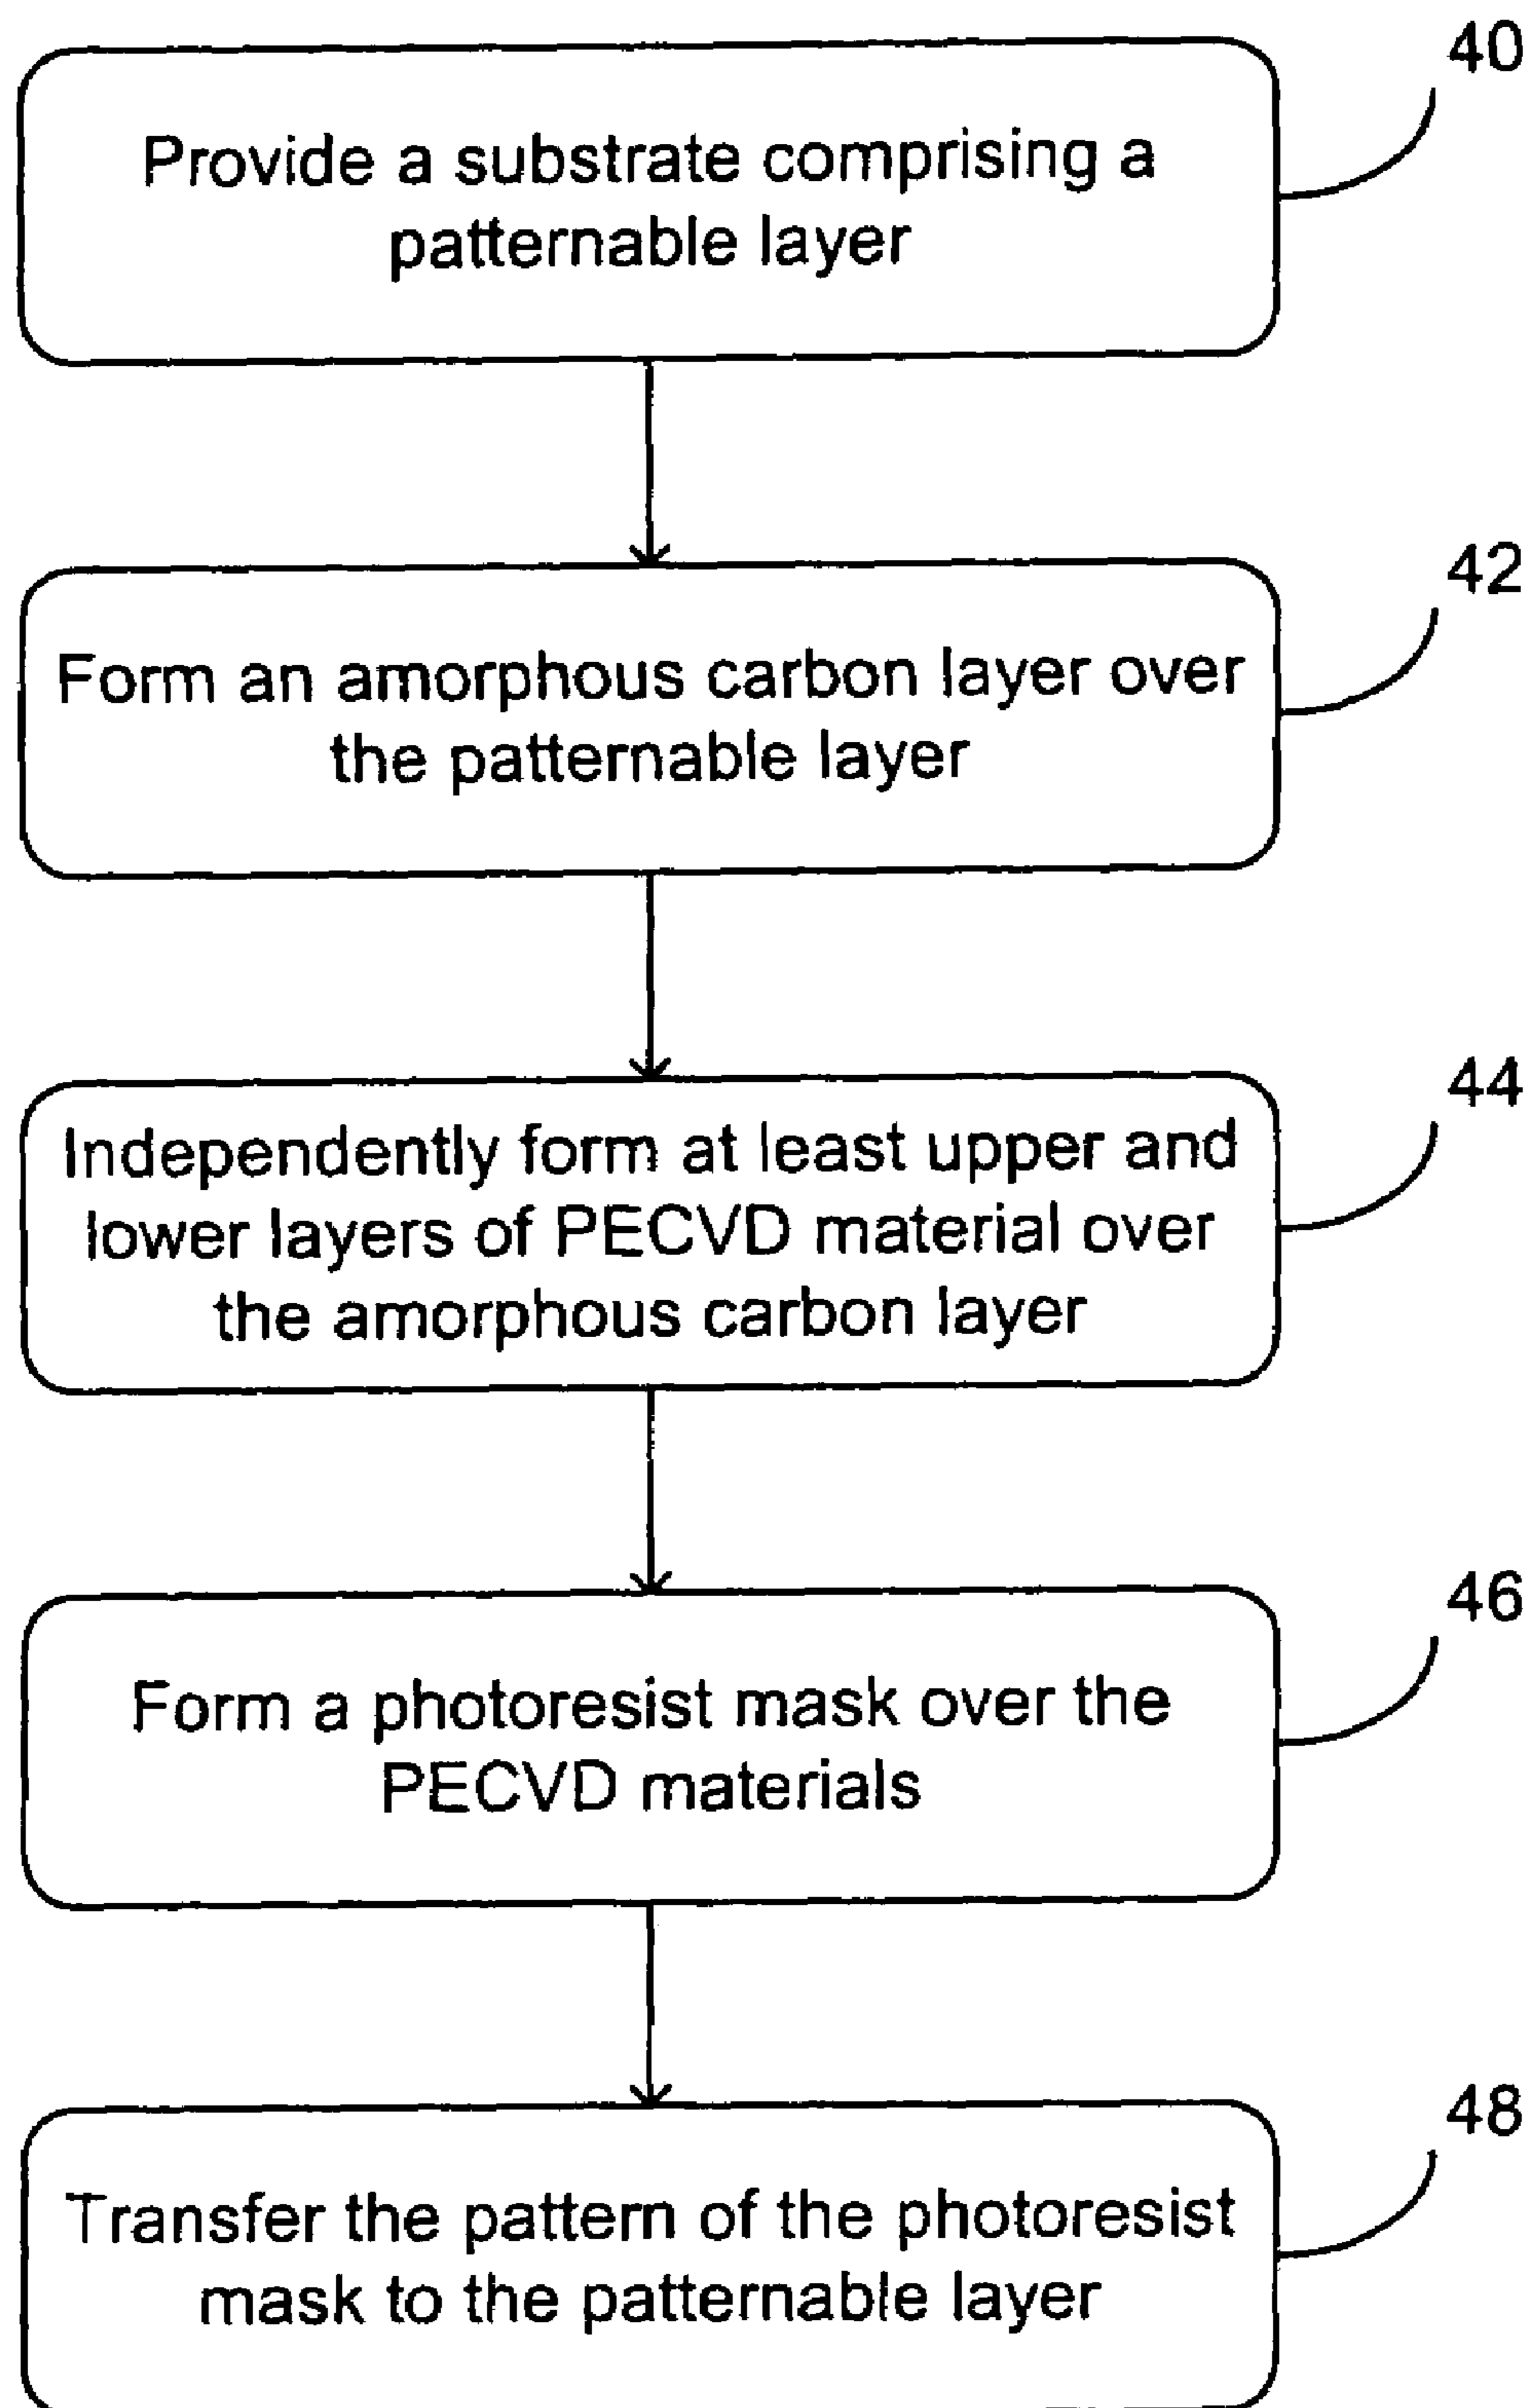 40
Provide a substrate comprising a
patternable layer
42
Form an amorphous carbon layer over
the patternable layer
44
Independently form at least upper and
lower layers of PECVD material over
the amorphous carbon layer
46
Form a photoresist mask over the
PECVD materials
48
Transfer the pattern of the photoresist
mask to the patternable layer